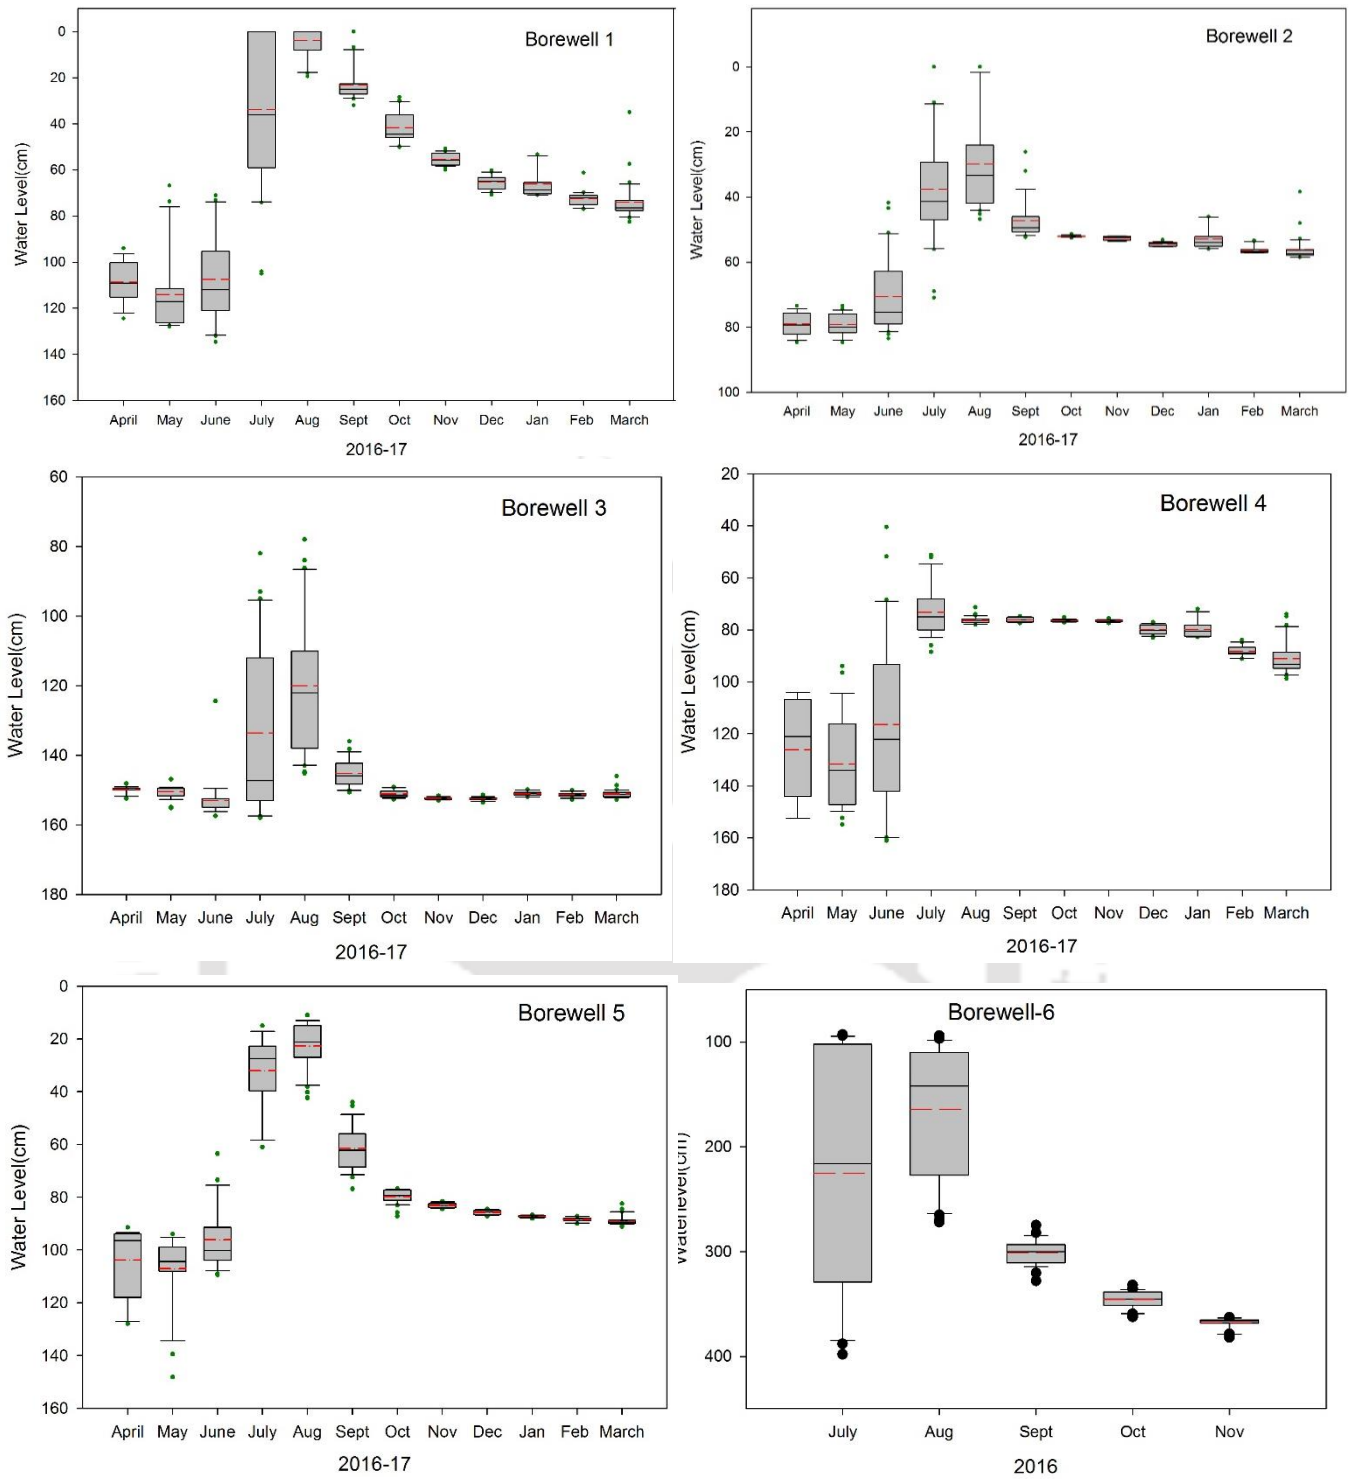 Borewell 1
Water Level(cm)
0
20
40
60
80
100
120
140
160
April May June July Aug Sept Oct Nov Dec Jan Feb March
2016-17
Borewell 2
Water Level(cm)
0
20
40
60
80
100
April May June July Aug Sept Oct Nov Dec Jan Feb March
2016-17
Borewell 3
Water Level(cm)
60
80
100
120
140
160
180
April May June July Aug Sept Oct Nov Dec Jan Feb March
2016-17
Borewell 4
Water Level(cm)
20
40
60
80
100
120
140
160
180
April May June July Aug Sept Oct Nov Dec Jan Feb March
2016-17
Borewell 5
Water Level(cm)
0
20
40
60
80
100
120
140
160
April May June July Aug Sept Oct Nov Dec Jan Feb March
2016-17
Borewell-6
Waterlevel(cm)
100
200
300
400
July Aug Sept Oct Nov
2016